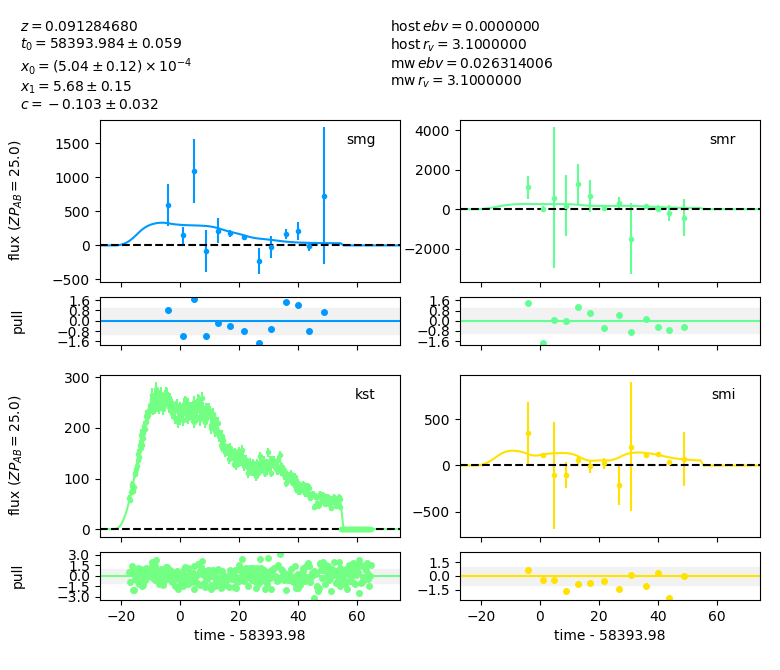 z = 0.091284680
t0 = 58393.984 ± 0.059
x0 = (5.04 ± 0.12) × 10^−4
x1 = 5.68 ± 0.15
c = −0.103 ± 0.032
host ebv = 0.0000000
host r_v = 3.1000000
mw ebv = 0.026314006
mw r_v = 3.1000000
flux (ZP_AB = 25.0)
1500
1000
500
0
−500
smg
4000
2000
0
−2000
smr
pull
1.6
0.8
0.0
−0.8
−1.6
1.6
0.8
0.0
−0.8
−1.6
flux (ZP_AB = 25.0)
300
200
100
0
kst
500
0
−500
smi
pull
3.0
1.5
0.0
−1.5
−3.0
1.5
0.0
−1.5
−20 0 20 40 60
−20 0 20 40 60
time - 58393.98
time - 58393.98